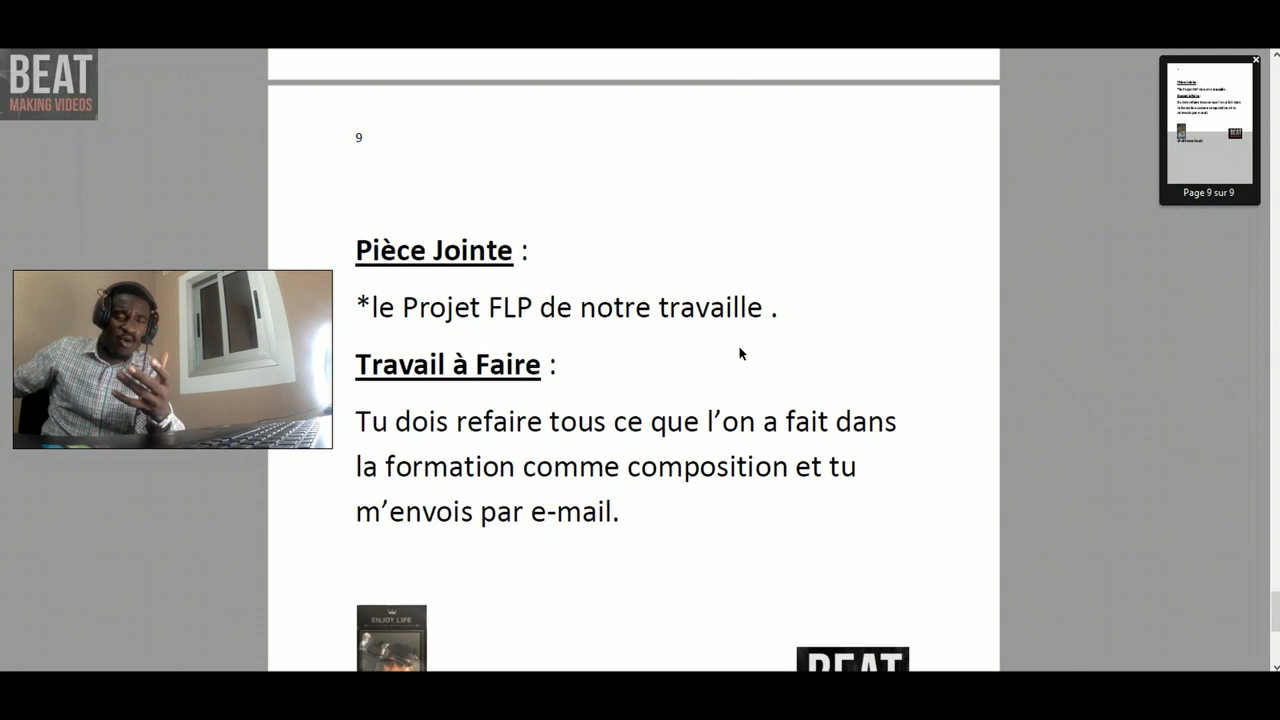 BEAT
MAKING VIDEOS
9
Pièce Jointe :
*le Projet FLP de notre travaille .
Travail à Faire :
Tu dois refaire tous ce que l’on a fait dans
la formation comme composition et tu
m’envois par e-mail.
ENJOY LIFE
BEAT
Page 9 sur 9